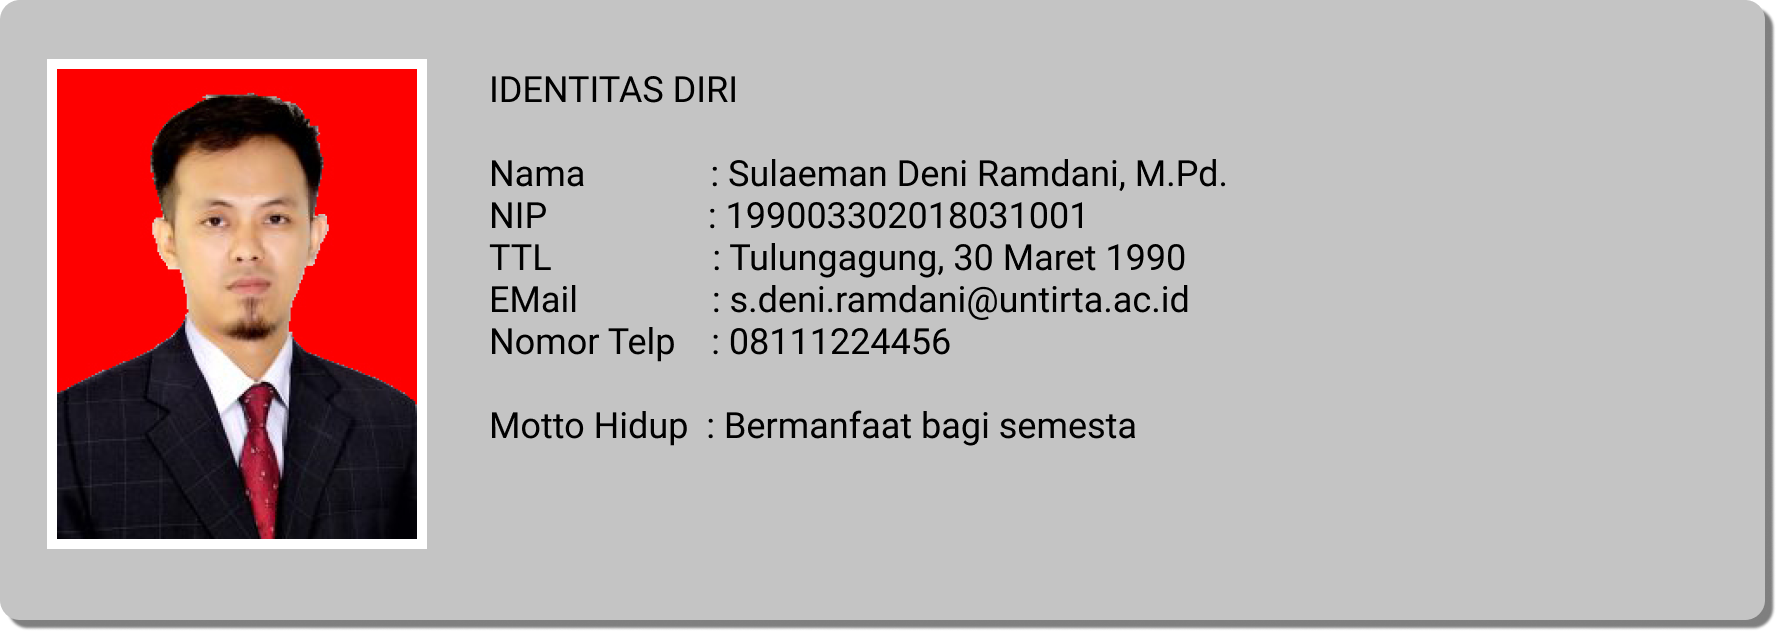 IDENTITAS DIRI
Nama : Sulaeman Deni Ramdani, M.Pd.
NIP : 199003302018031001
TTL : Tulungagung, 30 Maret 1990
EMail : s.deni.ramdani@untirta.ac.id
Nomor Telp : 08111224456
Motto Hidup : Bermanfaat bagi semesta